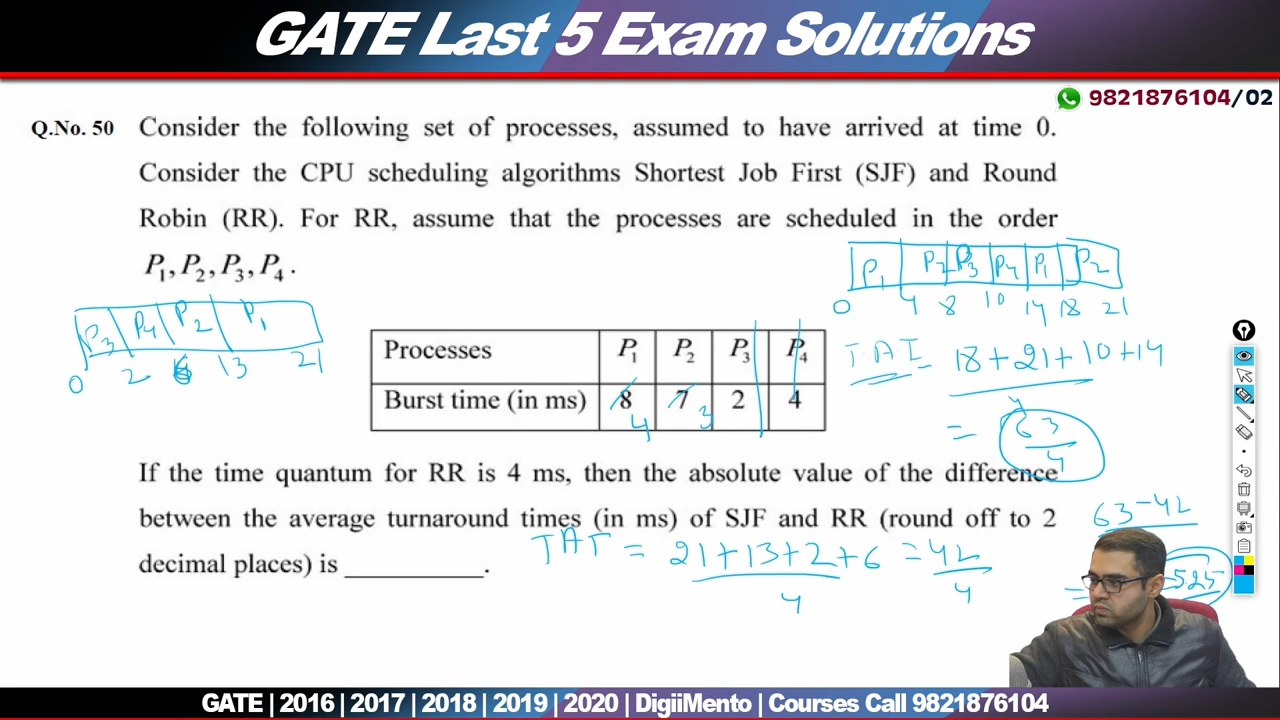 GATE Last 5 Exam Solutions
9821876104/02
Q.No. 50 Consider the following set of processes, assumed to have arrived at time 0.
Consider the CPU scheduling algorithms Shortest Job First (SJF) and Round
Robin (RR). For RR, assume that the processes are scheduled in the order
P1, P2, P3, P4.
P1 P2 P3 P4 P1 P2
0 4 8 10 14 18 21
P3 P4 P2 P1
0 2 6 13 21
Processes P1 P2 P3 P4
Burst time (in ms) 8 7 2 4
4 3
TAT = 18+21+10+14
4
= 63
4
If the time quantum for RR is 4 ms, then the absolute value of the difference
between the average turnaround times (in ms) of SJF and RR (round off to 2
decimal places) is __________.
63-42
TAT = 21+13+2+6 = 42
4 4
=
GATE | 2016 | 2017 | 2018 | 2019 | 2020 | DigiiMento | Courses Call 9821876104